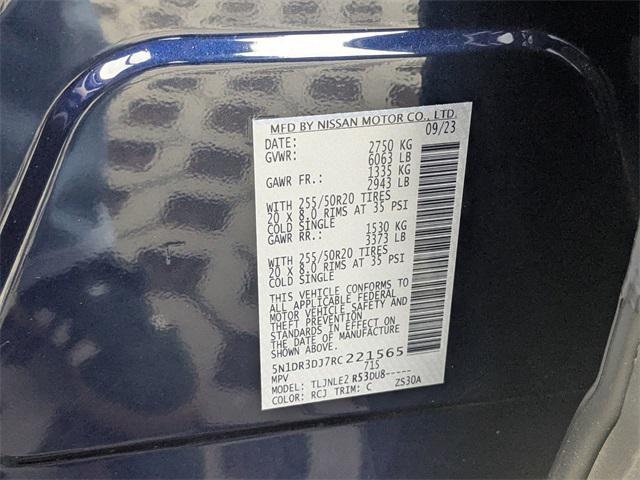 MFD BY NISSAN MOTOR CO., LTD.
DATE: 09/23
GVWR: 2750 KG
6063 LB
GAWR FR.: 1335 KG
2943 LB
WITH 255/50R20 TIRES
20 X 8.0 RIMS AT 35 PSI
COLD SINGLE
GAWR RR.: 1530 KG
3373 LB
WITH 255/50R20 TIRES
20 X 8.0 RIMS AT 35 PSI
COLD SINGLE
THIS VEHICLE CONFORMS TO
ALL APPLICABLE FEDERAL
MOTOR VEHICLE SAFETY AND
THEFT PREVENTION
STANDARDS IN EFFECT ON
THE DATE OF MANUFACTURE
5N1DR3DJ7RC221565
MPV 715
MODEL: TLJNLE2 R53DU8-----
COLOR: RCJ TRIM: C ZS30A